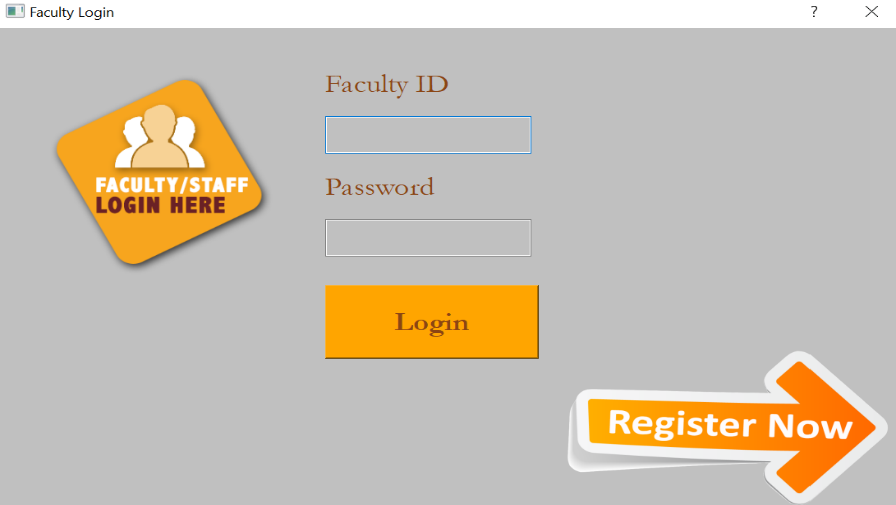 Faculty Login
?
Faculty ID
FACULTY/STAFF
LOGIN HERE
Password
Login
Register Now